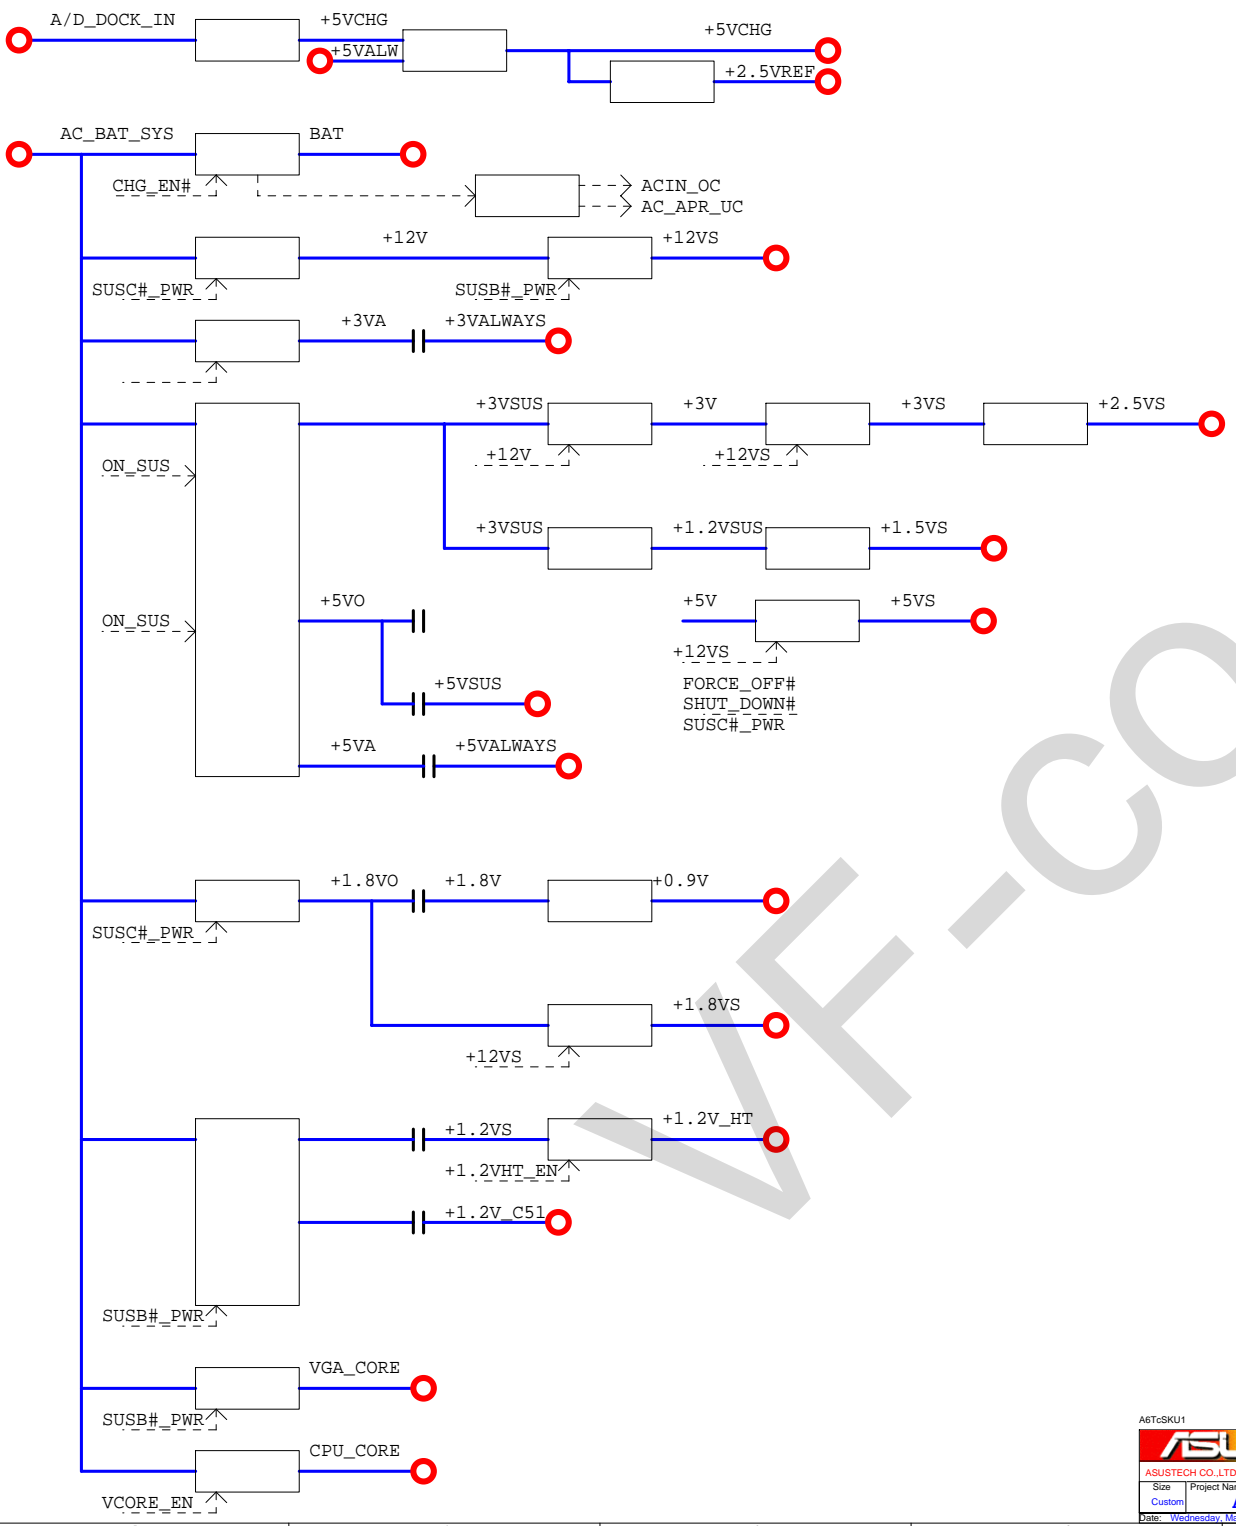 A/D_DOCK_IN
+5VCHG
+5VALW
+5VCHG
+2.5VREF
AC_BAT_SYS
BAT
CHG_EN#
ACIN_OC
AC_APR_UC
+12V
+12VS
SUSC#_PWR
SUSB#_PWR
+3VA
+3VALWAYS
+3VSUS
+3V
+3VS
+2.5VS
+12V
+12VS
ON_SUS
+3VSUS
+1.2VSUS
+1.5VS
+5VO
+5V
+5VS
ON_SUS
+12VS
+5VSUS
FORCE_OFF#
SHUT_DOWN#
SUSC#_PWR
+5VA
+5VALWAYS
+1.8VO
+1.8V
+0.9V
SUSC#_PWR
+1.8VS
+12VS
+1.2VS
+1.2V_HT
+1.2VHT_EN
+1.2V_C51
SUSB#_PWR
VGA_CORE
SUSB#_PWR
CPU_CORE
VCORE_EN
VF-CO
A6TcSKU1
ASUSTECH CO.,LTD
Size
Custom
Date: Wednesday,